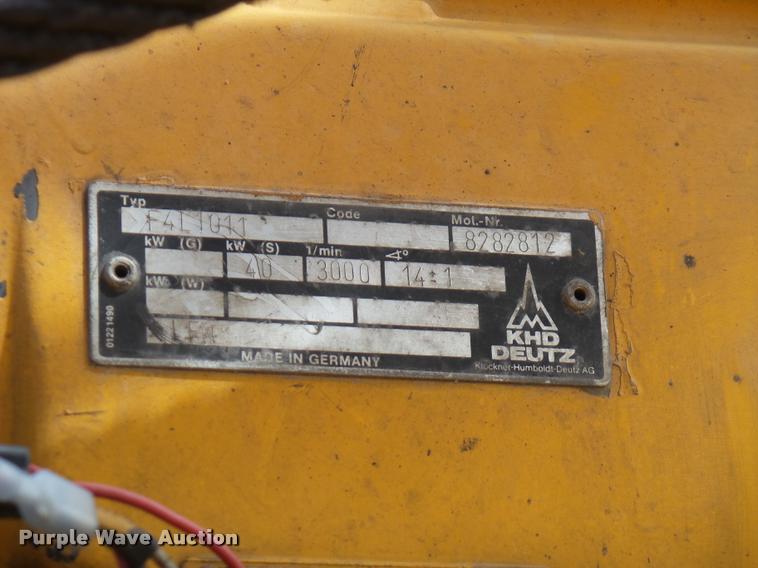 Typ Code Mot.-Nr.
F4L1011 8282812
kW (G) kW (S) 1/min ∢°
40 3000 14±1
kW (W)
01221490
KHD
DEUTZ
MADE IN GERMANY
Klöckner-Humboldt-Deutz AG
Purple Wave Auction